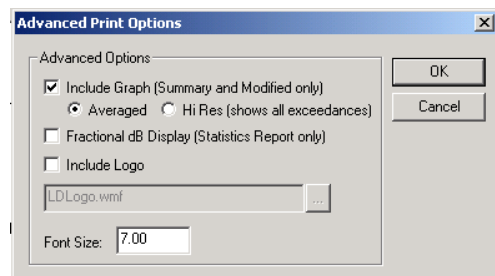 Advanced Print Options
Advanced Options
Include Graph (Summary and Modified only)
Averaged Hi Res (shows all exceedances)
Fractional dB Display (Statistics Report only)
Include Logo
LDLogo.wmf ...
Font Size: 7.00
OK
Cancel